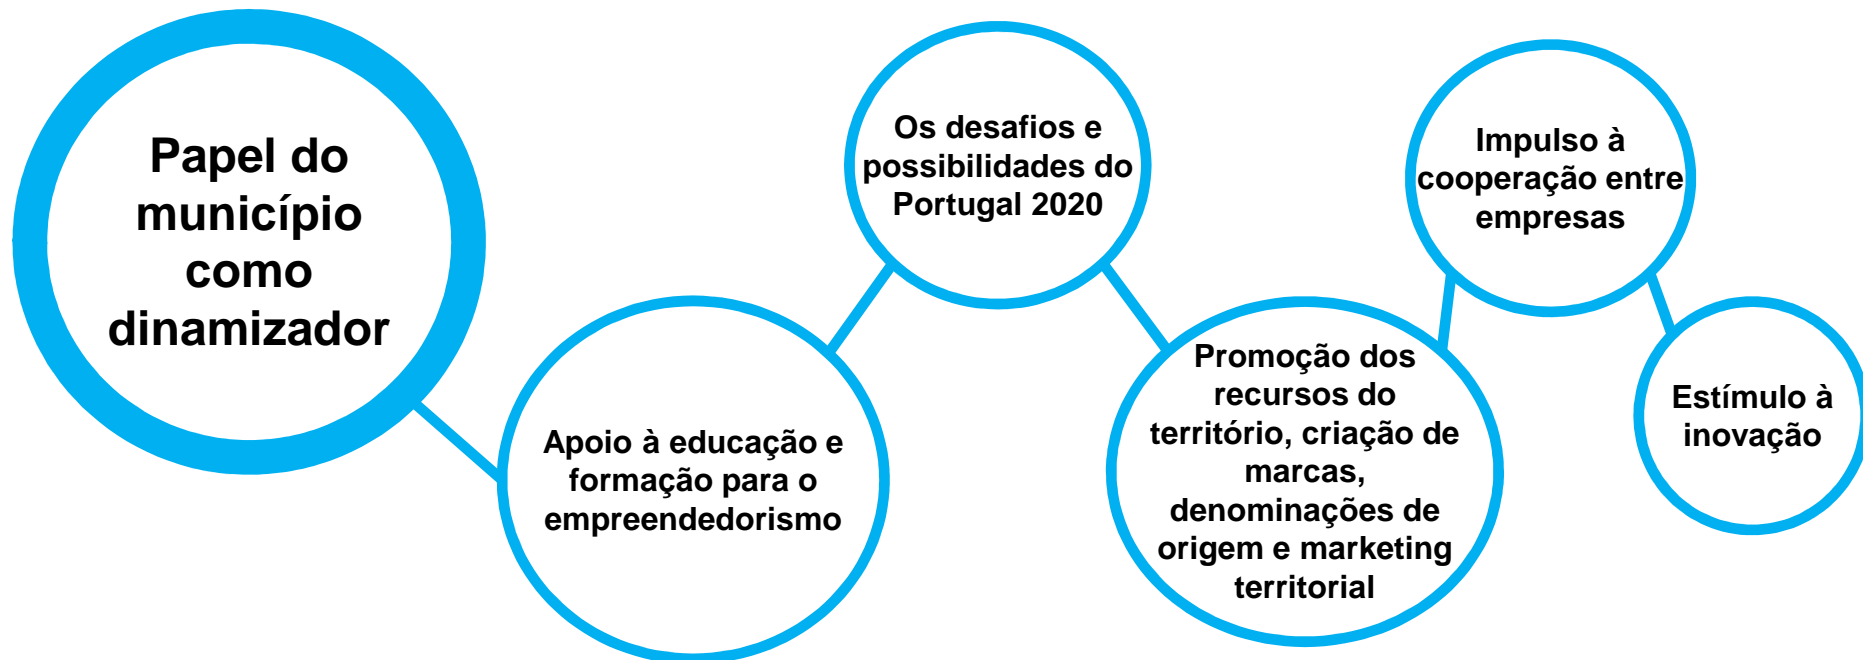 Papel do
município
como
dinamizador
Apoio à educação e
formação para o
empreendedorismo
Os desafios e
possibilidades do
Portugal 2020
Promoção dos
recursos do
território, criação de
marcas,
denominações de
origem e marketing
territorial
Impulso à
cooperação entre
empresas
Estímulo à
inovação